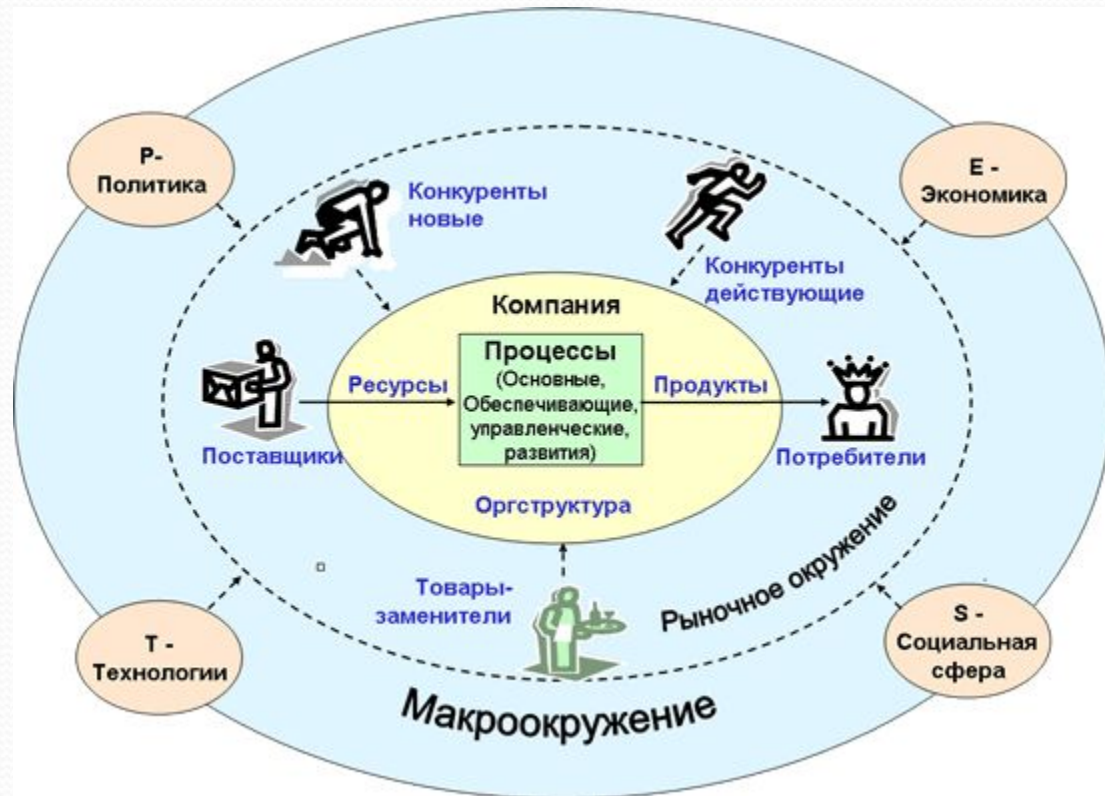 P-
Политика
E -
Экономика
Конкуренты
новые
Конкуренты
действующие
Компания
Процессы
(Основные,
Обеспечивающие,
управленческие,
развития)
Ресурсы
Продукты
Поставщики
Потребители
Оргструктура
Товары-
заменители
Рыночное окружение
T -
Технологии
S -
Социальная
сфера
Макроокружение